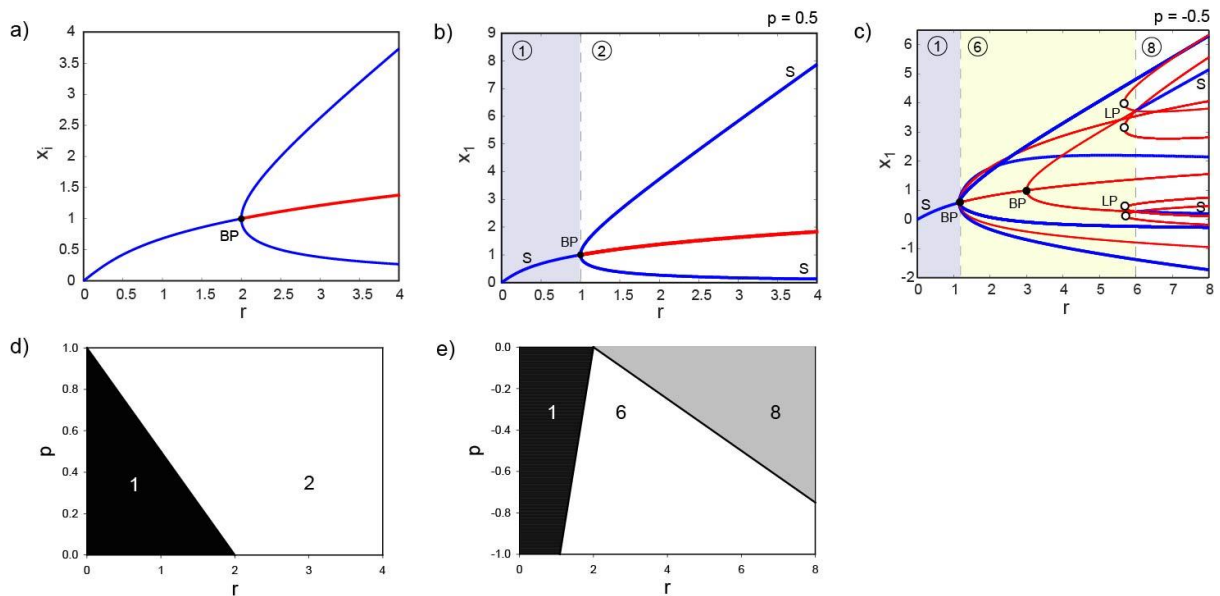 a)
4
3.5
3
2.5
2
1.5
1
0.5
0
x_i
BP
0 0.5 1 1.5 2 2.5 3 3.5 4
r
b)
p = 0.5
9
8
7
6
5
4
3
2
1
0
x_1
① ②
S
BP
S
S
0 0.5 1 1.5 2 2.5 3 3.5 4
r
c)
p = -0.5
6
5
4
3
2
1
0
-1
-2
x_1
① ⑥ ⑧
S
LP
S
BP
BP
LP
S
0 1 2 3 4 5 6 7 8
r
d)
1.0
0.8
0.6
0.4
0.2
0.0
p
1 2
0 1 2 3 4
r
e)
0.0
-0.2
-0.4
-0.6
-0.8
-1.0
p
1 6 8
0 2 4 6 8
r